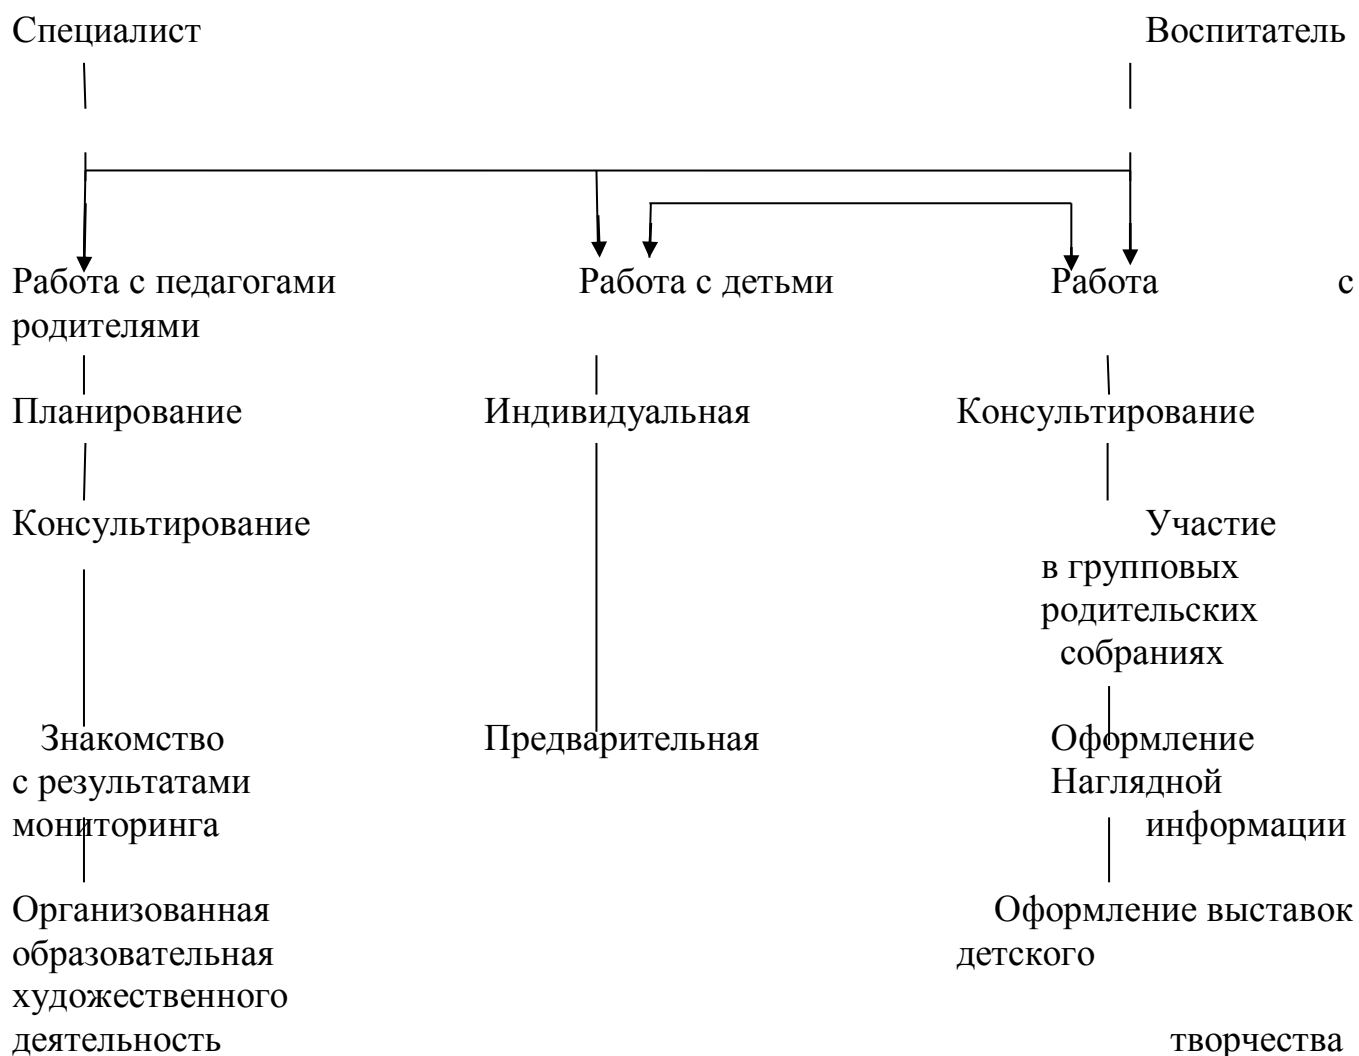 Специалист Воспитатель
Работа с педагогами Работа с детьми Работа с
родителями
Планирование Индивидуальная Консультирование
Консультирование Участие
в групповых
родительских
собраниях
Знакомство Предварительная Оформление
с результатами Наглядной
мониторинга информации
Организованная Оформление выставок
образовательная детского
художественного
деятельность творчества